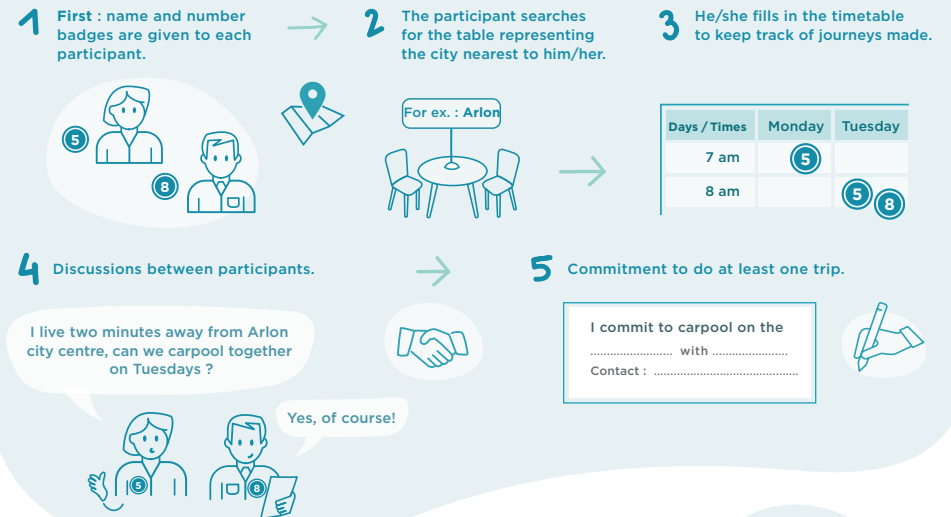 1 First : name and number
badges are given to each
participant.
2 The participant searches
for the table representing
the city nearest to him/her.
3 He/she fills in the timetable
to keep track of journeys made.
5
8
For ex. : Arlon
Days / Times Monday Tuesday
7 am 5
8 am 5 8
4 Discussions between participants.
I live two minutes away from Arlon
city centre, can we carpool together
on Tuesdays ?
Yes, of course!
5
8
5 Commitment to do at least one trip.
I commit to carpool on the
........................ with ......................
Contact : ..........................................